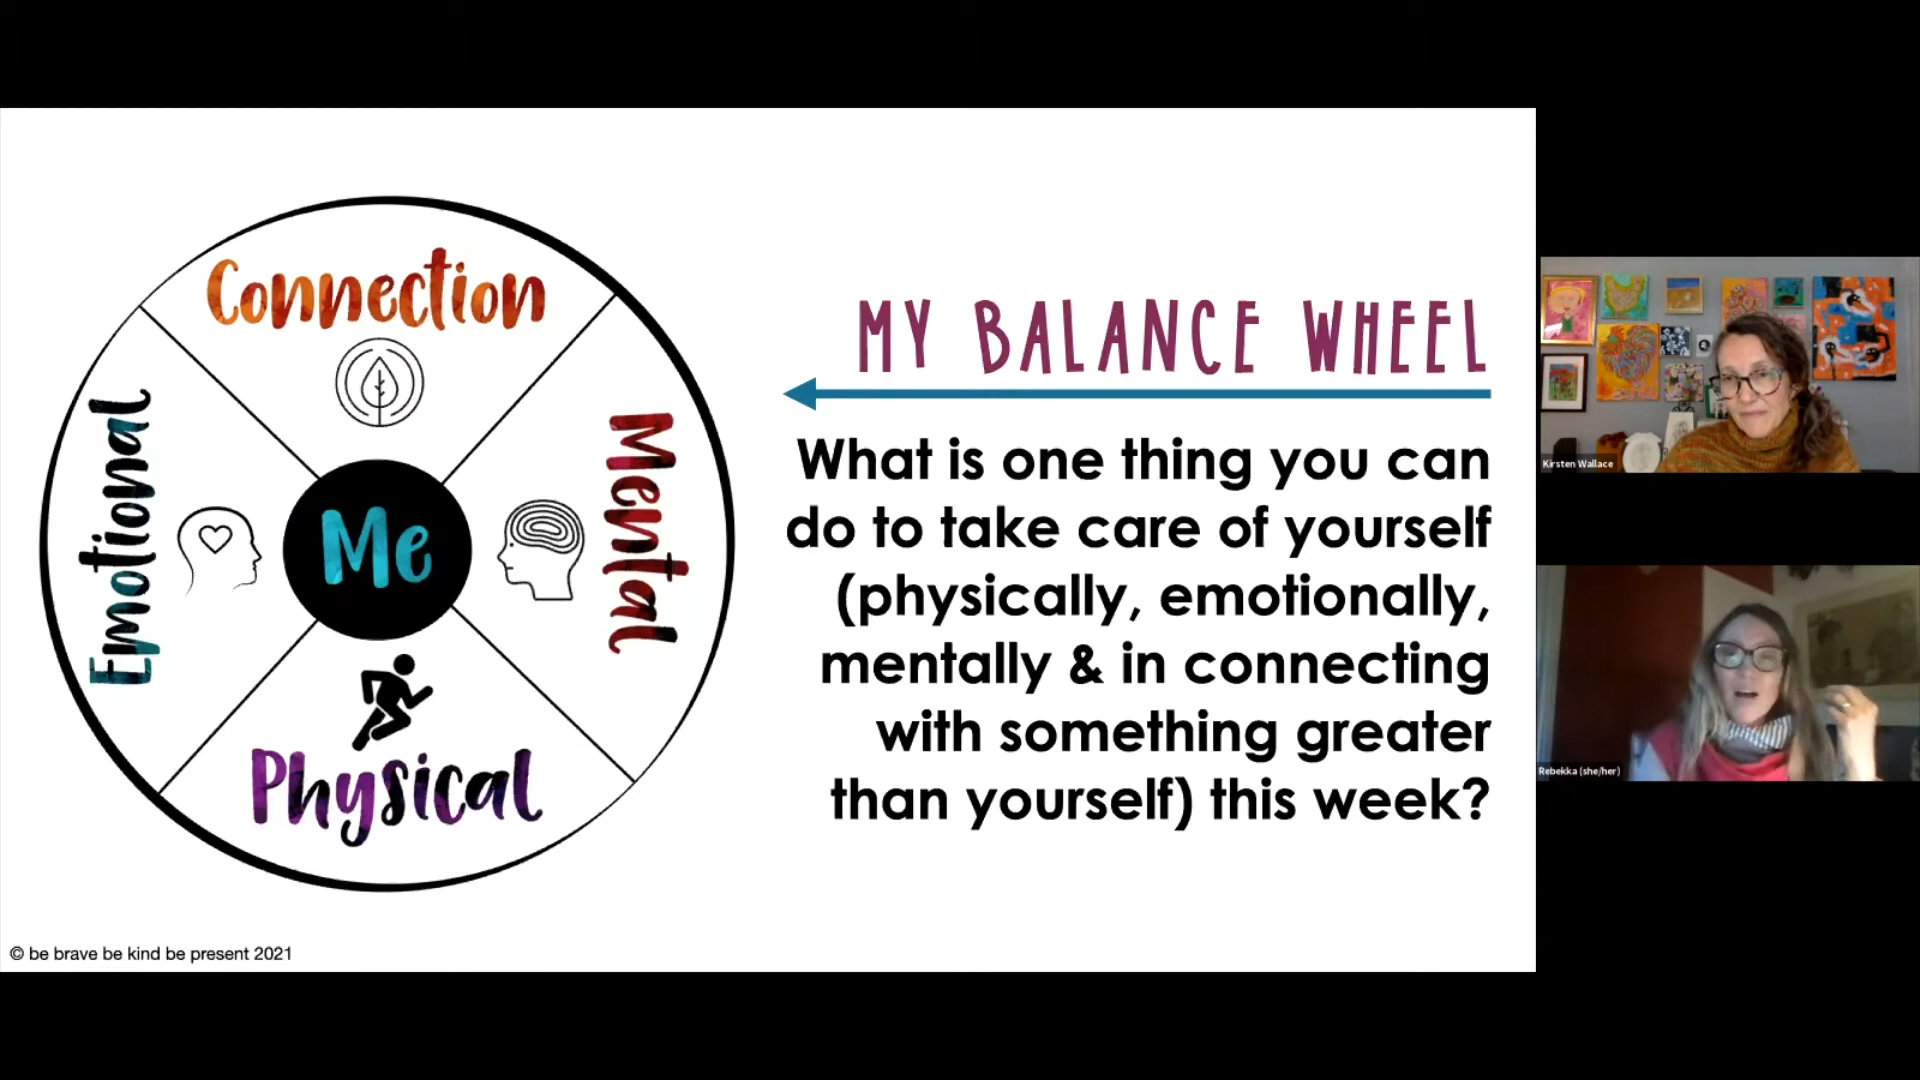 Connection
Emotional
Me
Mental
Physical
MY BALANCE WHEEL
What is one thing you can
do to take care of yourself
(physically, emotionally,
mentally & in connecting
with something greater
than yourself) this week?
© be brave be kind be present 2021
Kirsten Wallace
Rebekka (she/her)